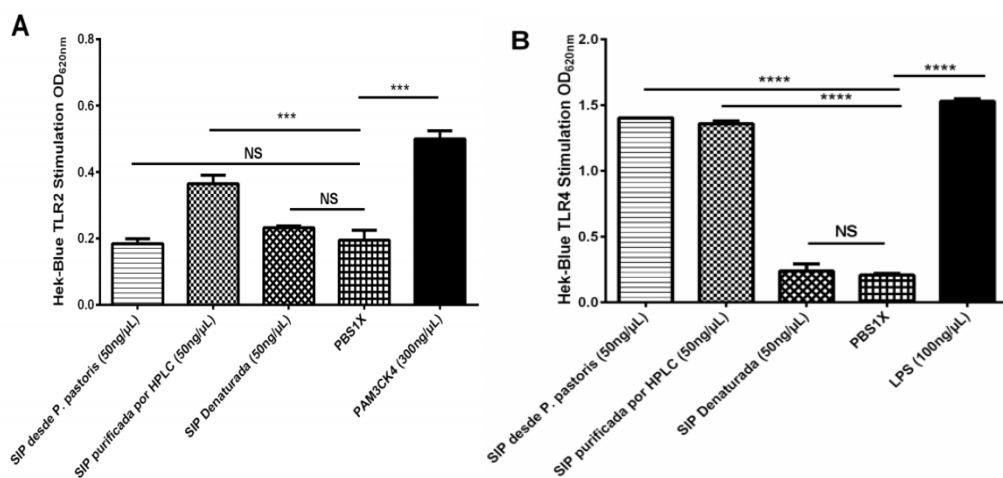 A
Hek-Blue TLR2 Stimulation OD620nm
0.8
0.6
0.4
0.2
0.0
***
***
NS
NS
SIP desde P. pastoris (50ng/µL)
SIP purificada por HPLC (50ng/µL)
SIP Denaturada (50ng/µL)
PBS1X
PAM3CK4 (300ng/µL)
B
Hek-Blue TLR4 Stimulation OD620nm
2.0
1.5
1.0
0.5
0.0
****
****
****
NS
SIP desde P. pastoris (50ng/µL)
SIP purificada por HPLC (50ng/µL)
SIP Denaturada (50ng/µL)
PBS1X
LPS (100ng/µL)